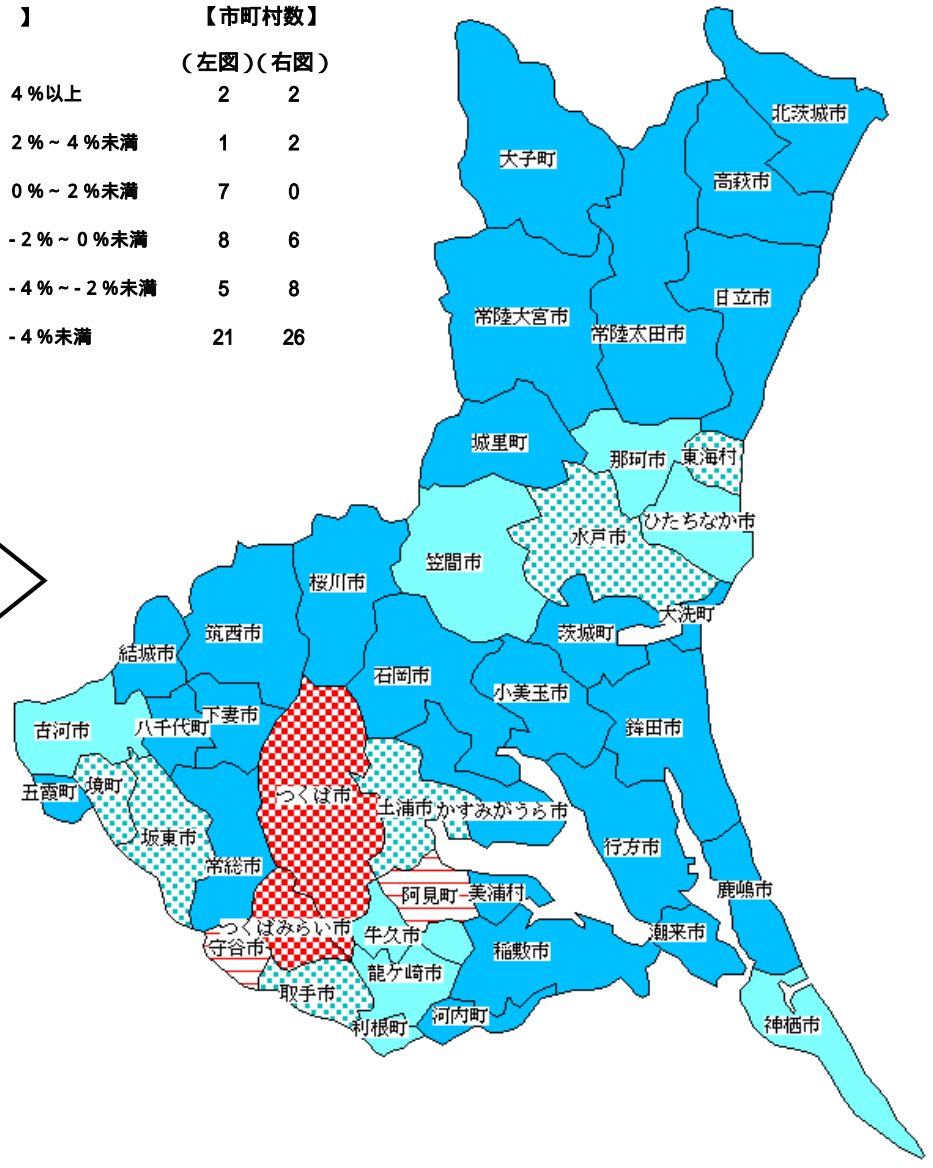 】 【市町村数】
(左図)(右図)
4%以上 2 2
2%~4%未満 1 2
0%~2%未満 7 0
-2%~0%未満 8 6
-4%~-2%未満 5 8
-4%未満 21 26
北茨城市
大子町
高萩市
日立市
常陸大宮市
常陸太田市
城里町
那珂市
東海村
ひたちなか市
水戸市
笠間市
桜川市
大洗町
茨城町
筑西市
結城市
石岡市
小美玉市
鉾田市
古河市
八千代町
下妻市
五霞町
境町
つくば市
土浦市
かすみがうら市
坂東市
行方市
常総市
阿見町
美浦村
鹿嶋市
つくばみらい市
守谷市
牛久市
潮来市
稲敷市
龍ケ崎市
取手市
利根町
河内町
神栖市